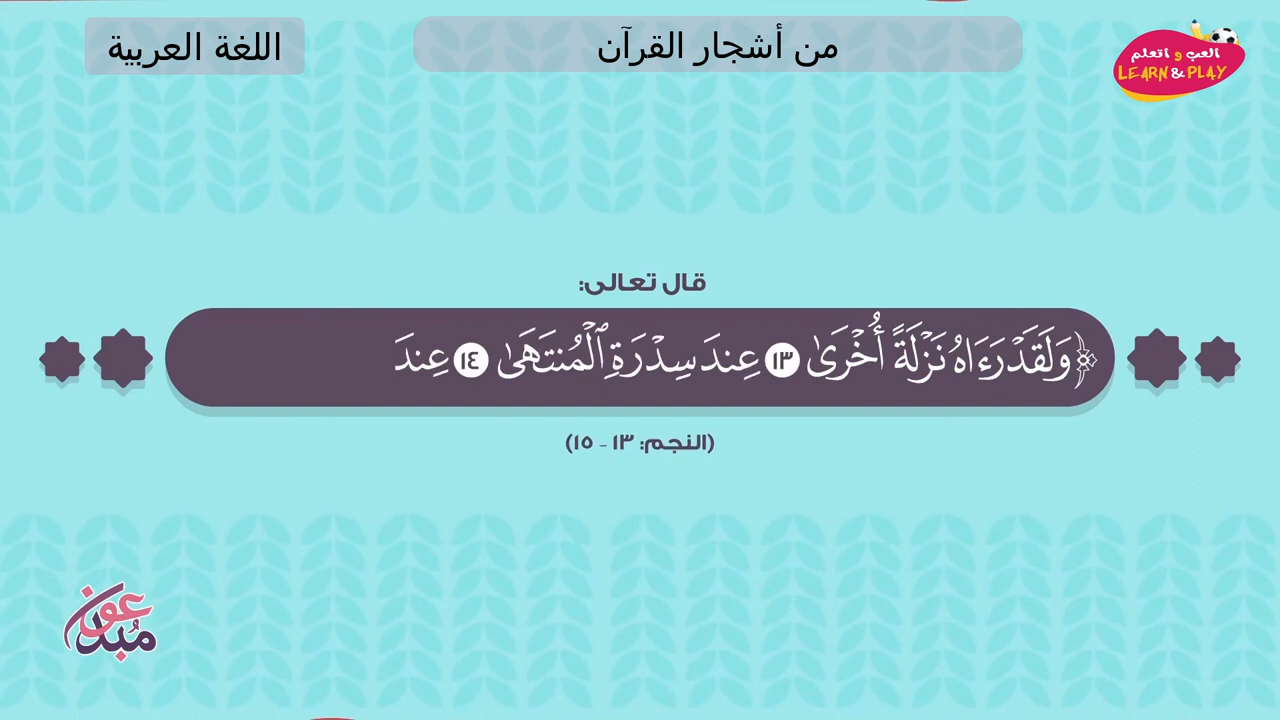 من أشجار القرآن
اللغة العربية
العب و اتعلم
LEARN & PLAY
قال تعالى:
﴿وَلَقَدْ رَءَاهُ نَزْلَةً أُخْرَىٰ ١٣ عِندَ سِدْرَةِ ٱلْمُنتَهَىٰ ١٤ عِندَ
(النجم: ١٣ - ١٥)
مُبدعون